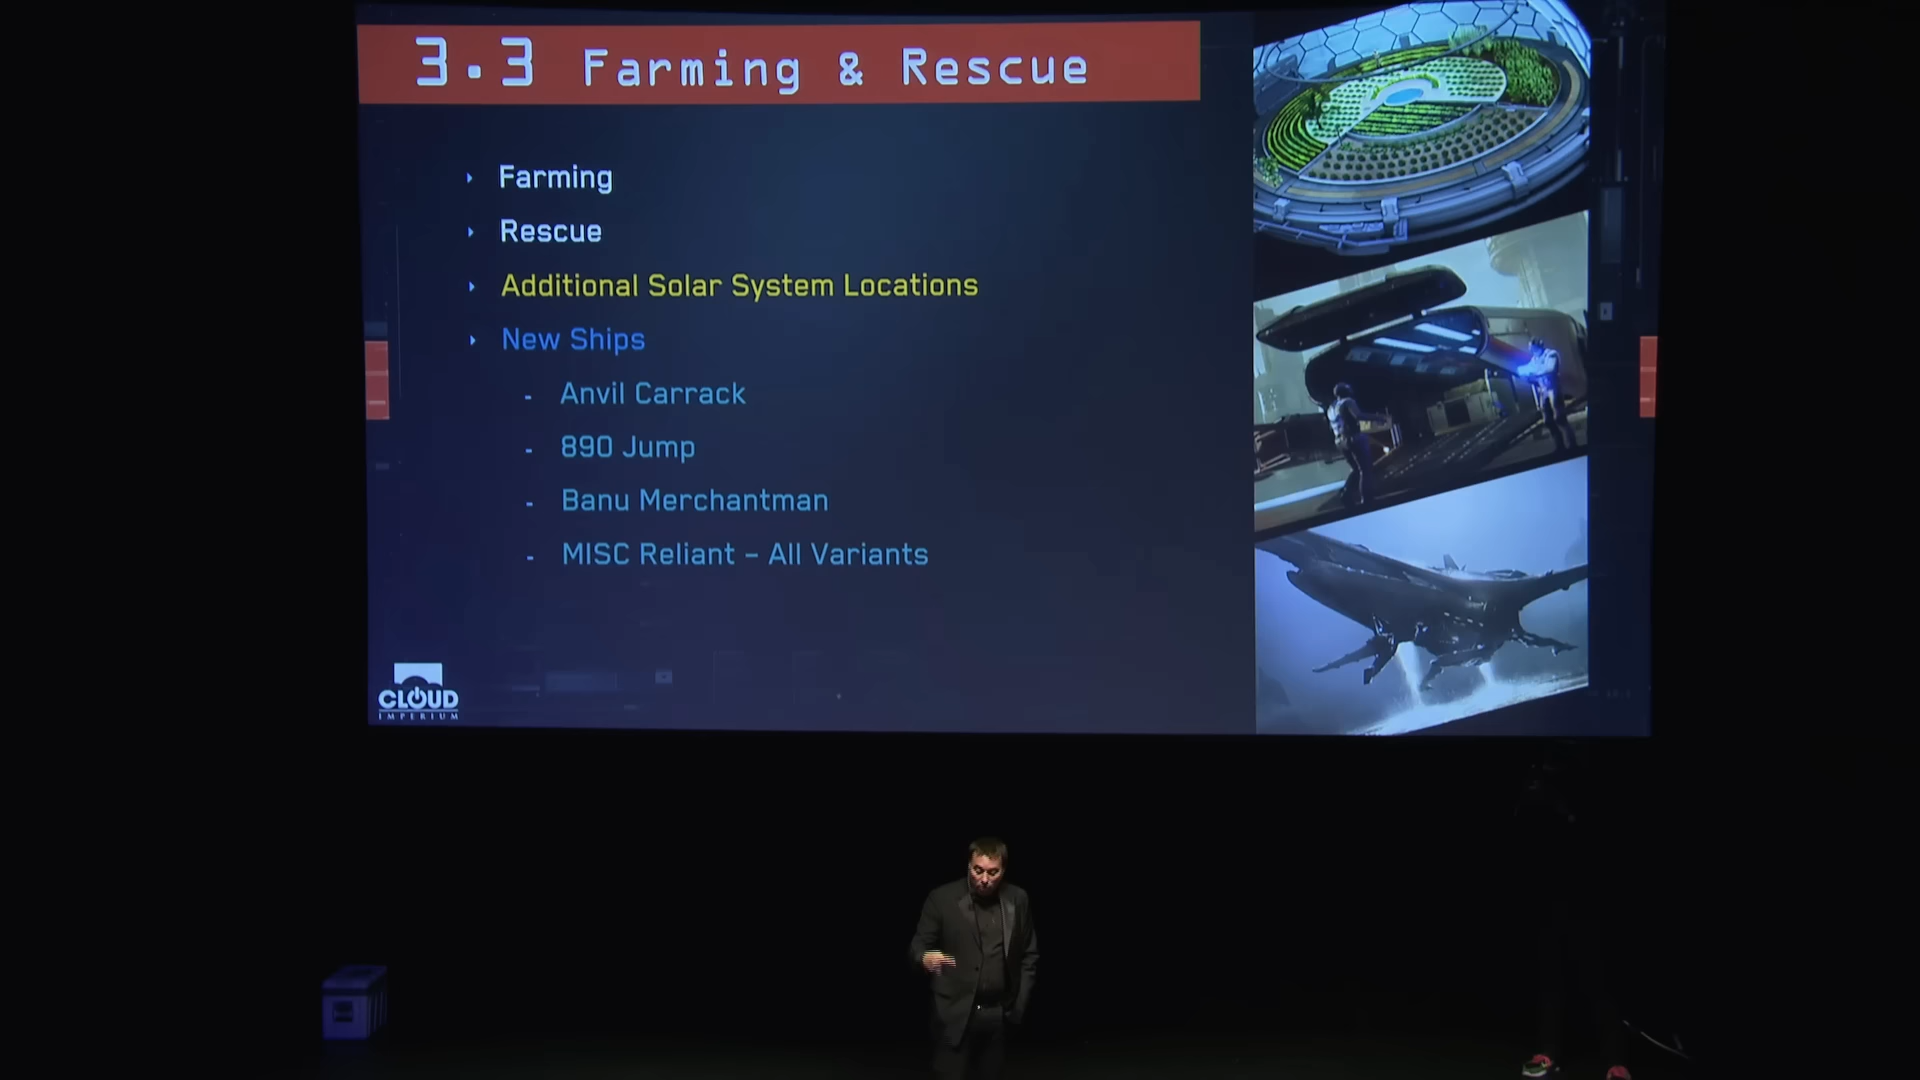 3.3 Farming & Rescue
Farming
Rescue
Additional Solar System Locations
New Ships
- Anvil Carrack
- 890 Jump
- Banu Merchantman
- MISC Reliant – All Variants
CLOUD
IMPERIUM